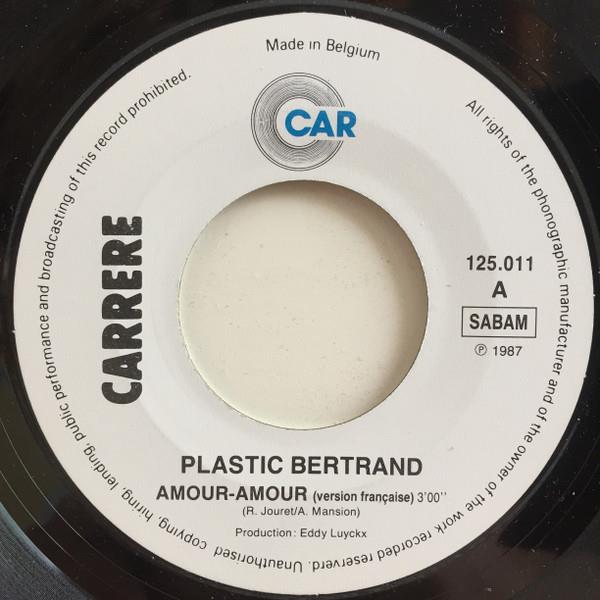 Made in Belgium
CAR
CARRERE
125.011
A
SABAM
℗ 1987
PLASTIC BERTRAND
AMOUR-AMOUR (version française) 3'00''
(R. Jouret/A. Mansion)
Production: Eddy Luyckx
All rights of the phonographic manufacturer and of the owner of the work recorded reserverd. Unauthorised copying, hiring, lending, public performance and broadcasting of this record prohibited.